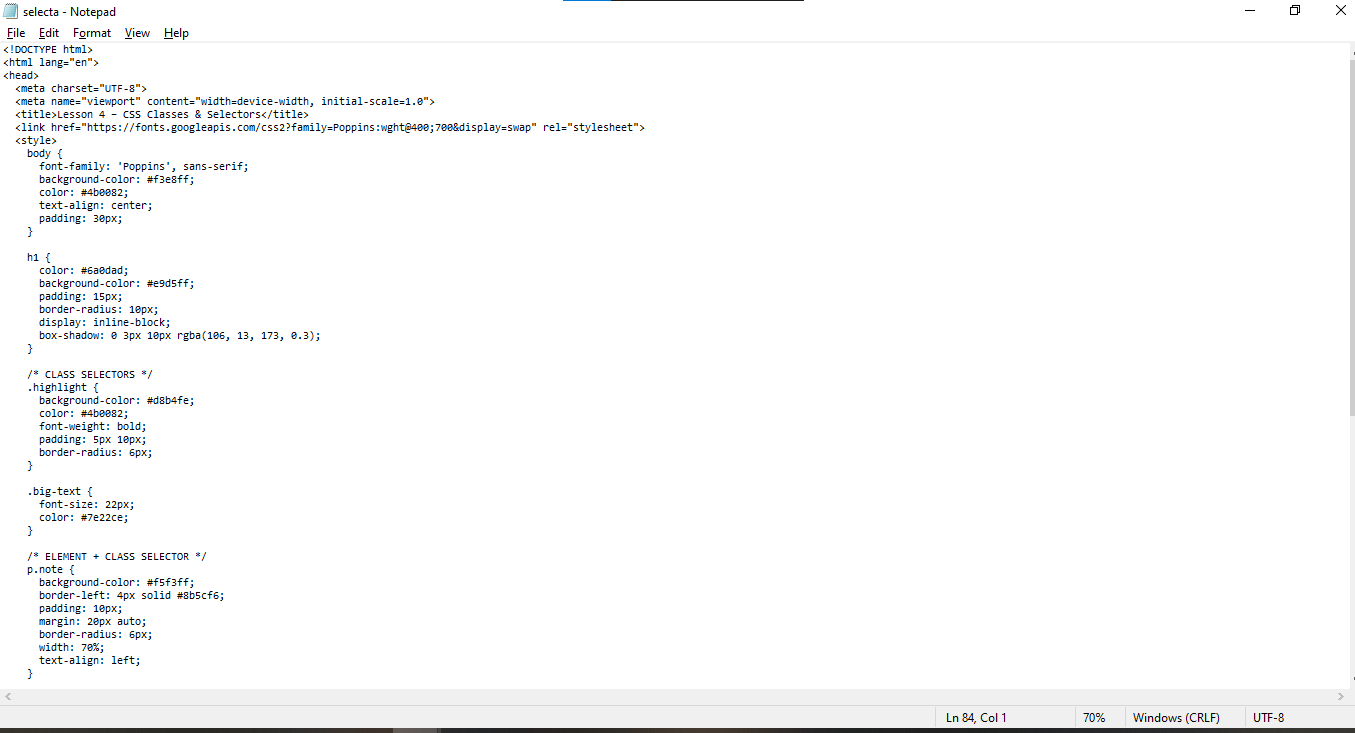 selecta - Notepad
File Edit Format View Help
<!DOCTYPE html>
<html lang="en">
<head>
  <meta charset="UTF-8">
  <meta name="viewport" content="width=device-width, initial-scale=1.0">
  <title>Lesson 4 – CSS Classes & Selectors</title>
  <link href="https://fonts.googleapis.com/css2?family=Poppins:wght@400;700&display=swap" rel="stylesheet">
  <style>
    body {
      font-family: 'Poppins', sans-serif;
      background-color: #f3e8ff;
      color: #4b0082;
      text-align: center;
      padding: 30px;
    }

    h1 {
      color: #6a0dad;
      background-color: #e9d5ff;
      padding: 15px;
      border-radius: 10px;
      display: inline-block;
      box-shadow: 0 3px 10px rgba(106, 13, 173, 0.3);
    }

    /* CLASS SELECTORS */
    .highlight {
      background-color: #d8b4fe;
      color: #4b0082;
      font-weight: bold;
      padding: 5px 10px;
      border-radius: 6px;
    }

    .big-text {
      font-size: 22px;
      color: #7e22ce;
    }

    /* ELEMENT + CLASS SELECTOR */
    p.note {
      background-color: #f5f3ff;
      border-left: 4px solid #8b5cf6;
      padding: 10px;
      margin: 20px auto;
      border-radius: 6px;
      width: 70%;
      text-align: left;
    }
Ln 84, Col 1 70% Windows (CRLF) UTF-8